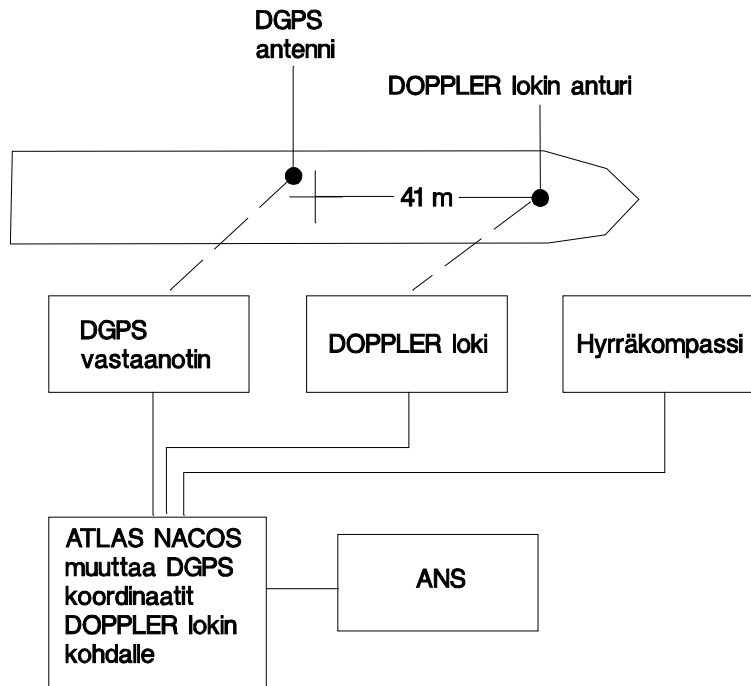 DGPS
antenni
DOPPLER lokin anturi
41 m
DGPS
vastaanotin
DOPPLER loki
Hyrräkompassi
ATLAS NACOS
muuttaa DGPS
koordinaatit
DOPPLER lokin
kohdalle
ANS